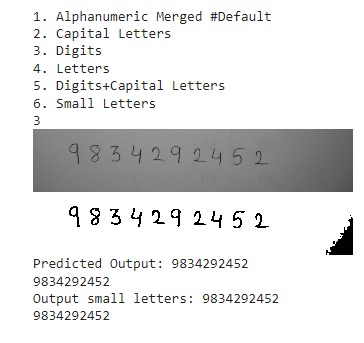 1. Alphanumeric Merged #Default
2. Capital Letters
3. Digits
4. Letters
5. Digits+Capital Letters
6. Small Letters
3
9834292452
9834292452
Predicted Output: 9834292452
9834292452
Output small letters: 9834292452
9834292452